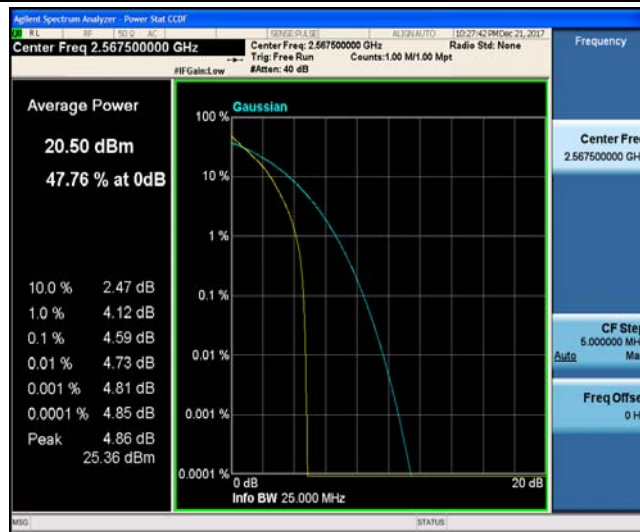 Agilent Spectrum Analyzer - Power Stat CCDF
RL RF 50 Ω AC SENSE:PULSE ALIGN AUTO 10:27:42 PM Dec 21, 2017
Center Freq 2.567500000 GHz
Center Freq: 2.567500000 GHz Radio Std: None
Trig: Free Run Counts:1.00 M/1.00 Mpt
#IFGain:Low #Atten: 40 dB
Frequency
Average Power
20.50 dBm
47.76 % at 0dB
10.0 % 2.47 dB
1.0 % 4.12 dB
0.1 % 4.59 dB
0.01 % 4.73 dB
0.001 % 4.81 dB
0.0001 % 4.85 dB
Peak 4.86 dB
25.36 dBm
Gaussian
100 %
10 %
1 %
0.1 %
0.01 %
0.001 %
0.0001 %
0 dB 20 dB
Info BW 25.000 MHz
Center Fre
2.567500000 GH
CF Step
5.000000 MH
Auto Ma
Freq Offse
0 H
MSG STATUS